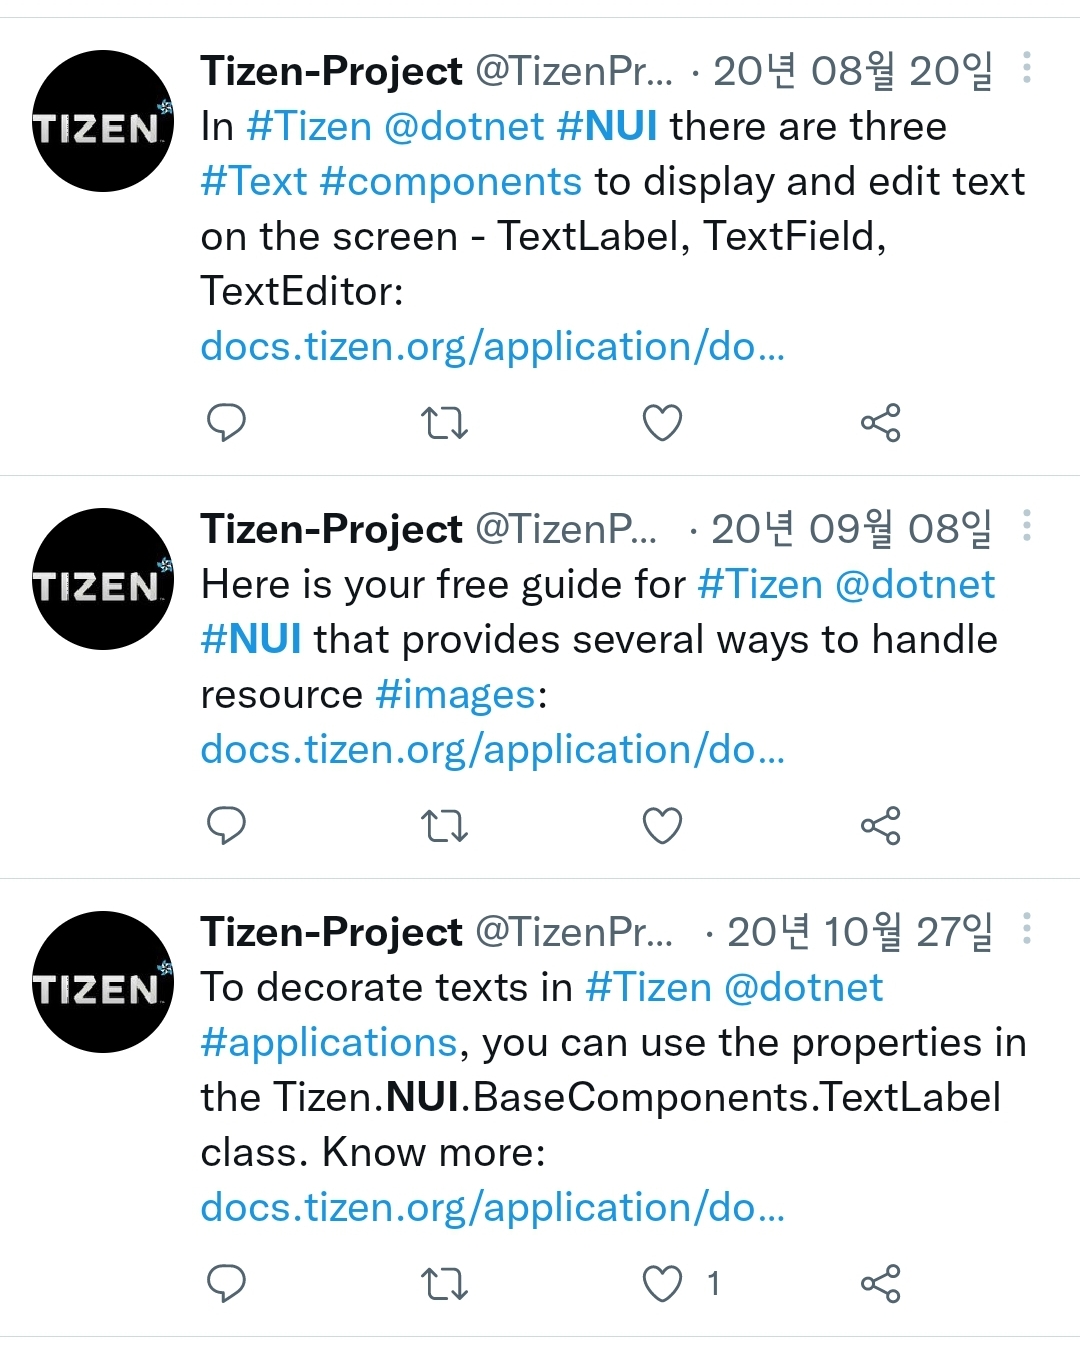 TIZEN
Tizen-Project @TizenPr... · 20년 08월 20일
In #Tizen @dotnet #NUI there are three
#Text #components to display and edit text
on the screen - TextLabel, TextField,
TextEditor:
docs.tizen.org/application/do...
TIZEN
Tizen-Project @TizenP... · 20년 09월 08일
Here is your free guide for #Tizen @dotnet
#NUI that provides several ways to handle
resource #images:
docs.tizen.org/application/do...
TIZEN
Tizen-Project @TizenPr... · 20년 10월 27일
To decorate texts in #Tizen @dotnet
#applications, you can use the properties in
the Tizen.NUI.BaseComponents.TextLabel
class. Know more:
docs.tizen.org/application/do...
1